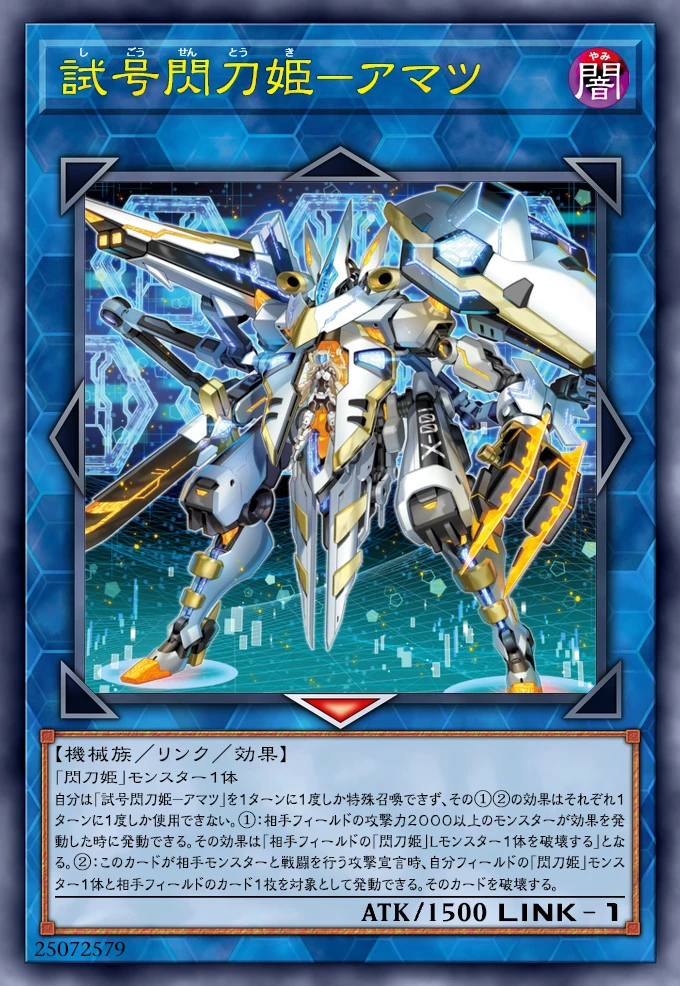 しごうせんとうき
試号閃刀姫－アマツ
やみ
闇
X-001
【機械族／リンク／効果】
「閃刀姫」モンスター１体
自分は「試号閃刀姫－アマツ」を１ターンに１度しか特殊召喚できず、その①②の効果はそれぞれ１
ターンに１度しか使用できない。①：相手フィールドの攻撃力２０００以上のモンスターが効果を発
動した時に発動できる。その効果は「相手フィールドの「閃刀姫」Lモンスター１体を破壊する」とな
る。②：このカードが相手モンスターと戦闘を行う攻撃宣言時、自分フィールドの「閃刀姫」モンス
ター１体と相手フィールドのカード１枚を対象として発動できる。そのカードを破壊する。
ATK/1500 LINK－1
25072579